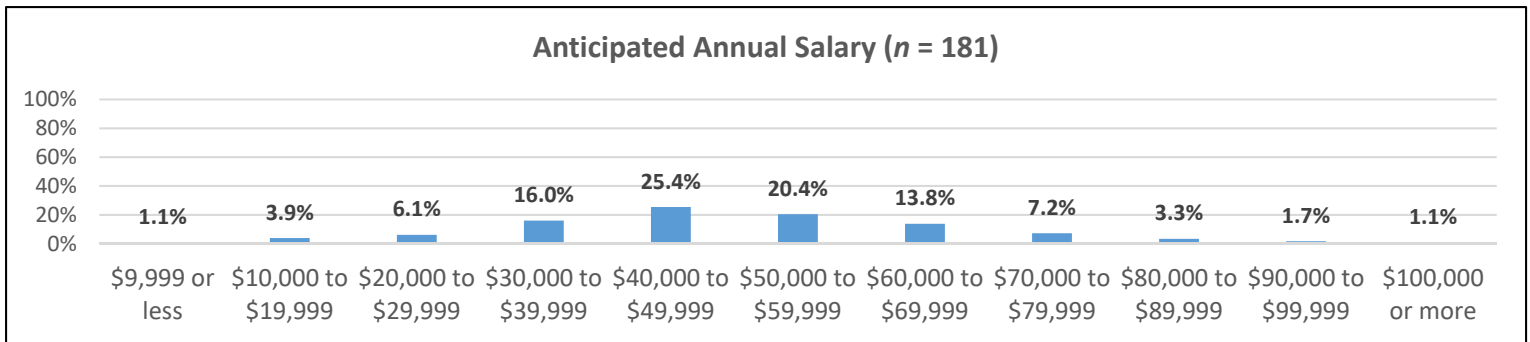 Anticipated Annual Salary (n = 181)
100%
80%
60%
40%
20%
0%
1.1%
3.9%
6.1%
16.0%
25.4%
20.4%
13.8%
7.2%
3.3%
1.7%
1.1%
$9,999 or
less
$10,000 to
$19,999
$20,000 to
$29,999
$30,000 to
$39,999
$40,000 to
$49,999
$50,000 to
$59,999
$60,000 to
$69,999
$70,000 to
$79,999
$80,000 to
$89,999
$90,000 to
$99,999
$100,000
or more